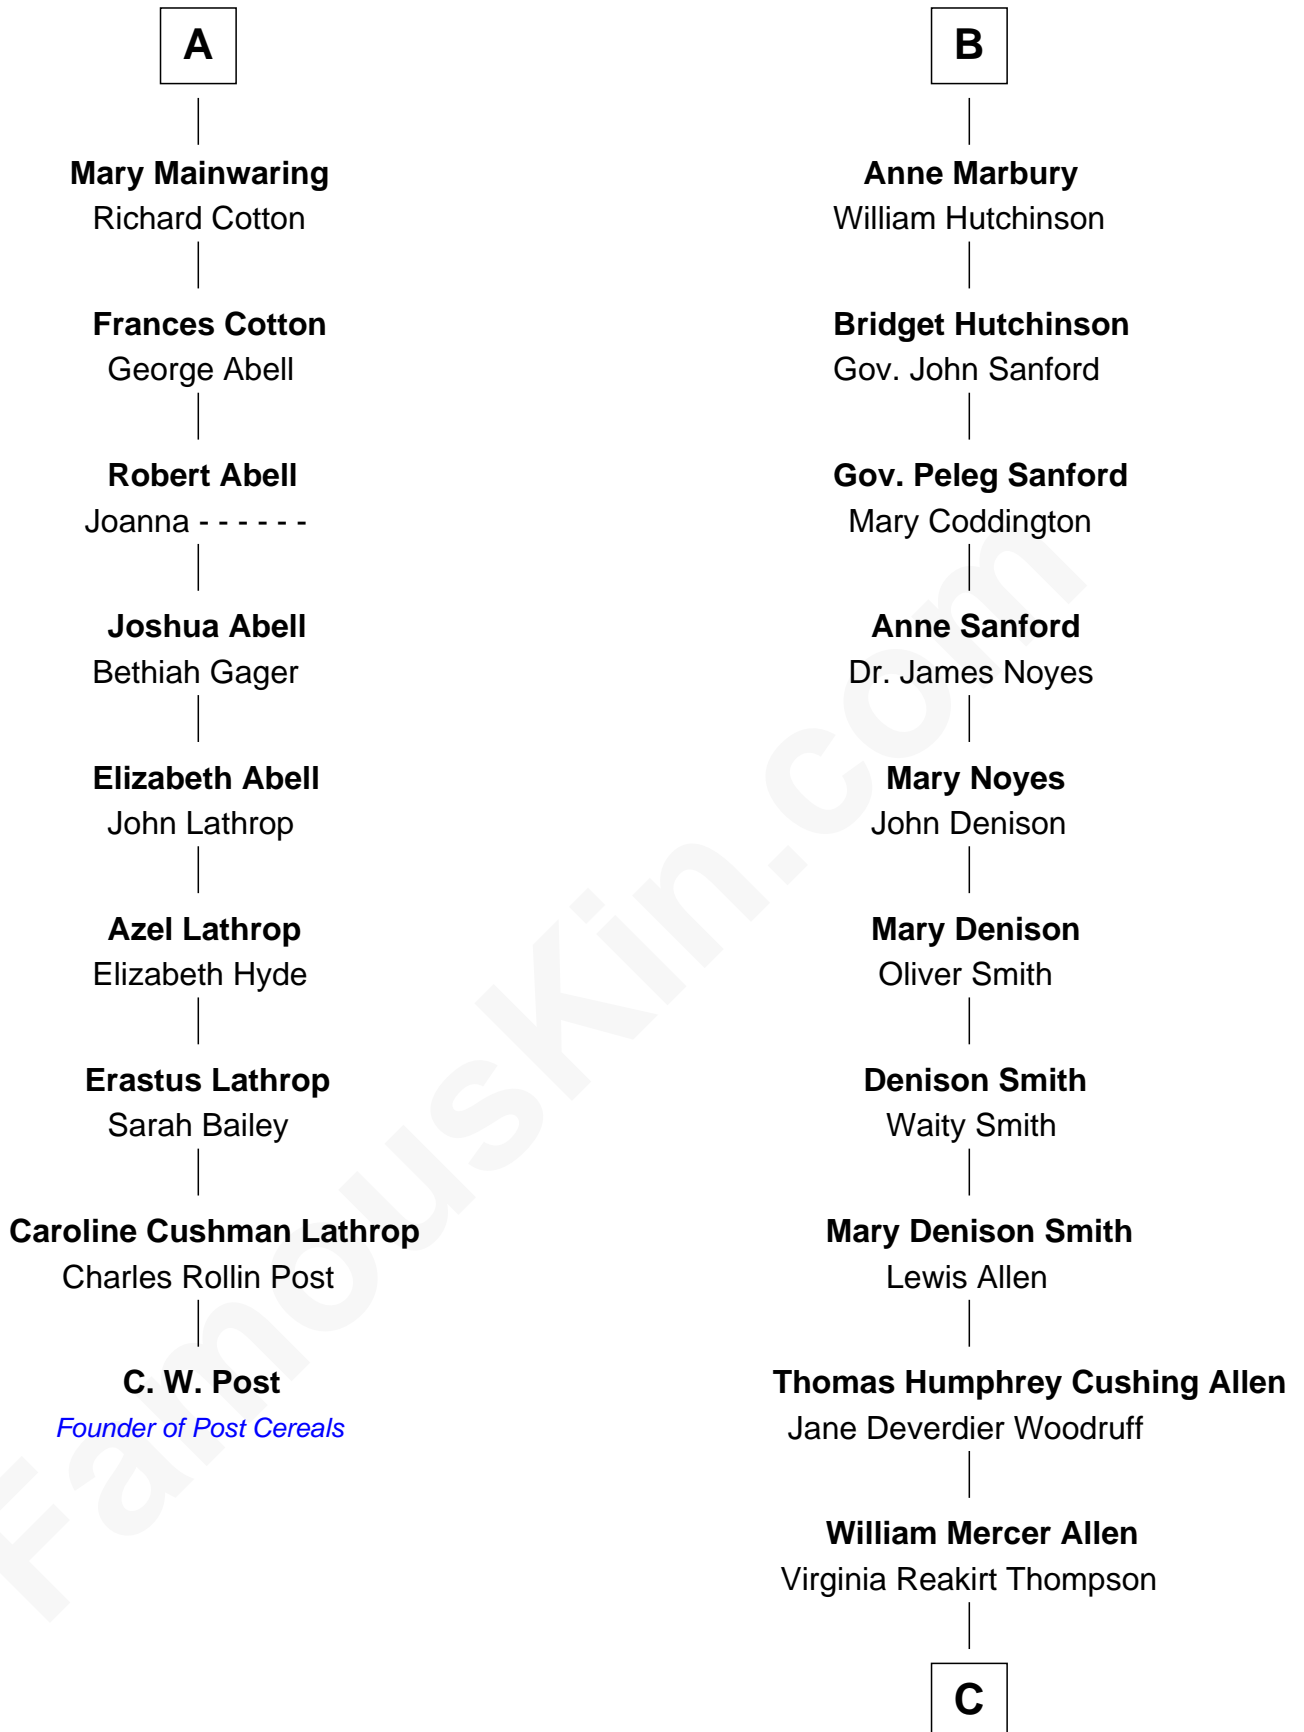 A
Mary Mainwaring
Richard Cotton
Frances Cotton
George Abell
Robert Abell
Joanna - - - - - -
Joshua Abell
Bethiah Gager
Elizabeth Abell
John Lathrop
Azel Lathrop
Elizabeth Hyde
Erastus Lathrop
Sarah Bailey
Caroline Cushman Lathrop
Charles Rollin Post
C. W. Post
Founder of Post Cereals
B
Anne Marbury
William Hutchinson
Bridget Hutchinson
Gov. John Sanford
Gov. Peleg Sanford
Mary Coddington
Anne Sanford
Dr. James Noyes
Mary Noyes
John Denison
Mary Denison
Oliver Smith
Denison Smith
Waity Smith
Mary Denison Smith
Lewis Allen
Thomas Humphrey Cushing Allen
Jane Deverdier Woodruff
William Mercer Allen
Virginia Reakirt Thompson
C
FamousKin.com